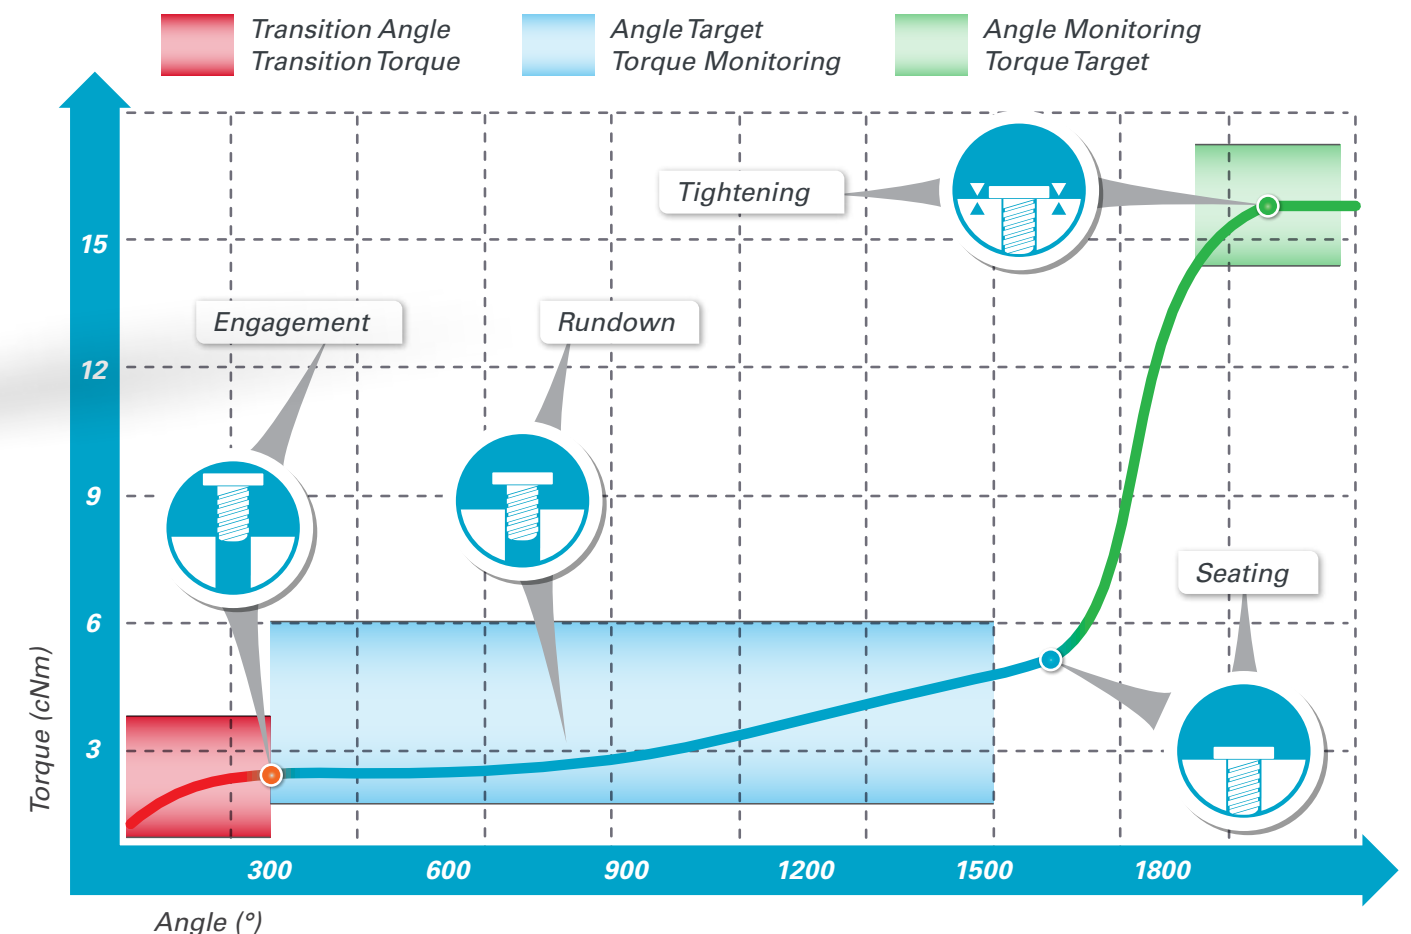 Transition Angle
Transition Torque
Angle Target
Torque Monitoring
Angle Monitoring
Torque Target
Tightening
15
Engagement
Rundown
12
9
Seating
6
3
Torque (cNm)
300 600 900 1200 1500 1800
Angle (°)